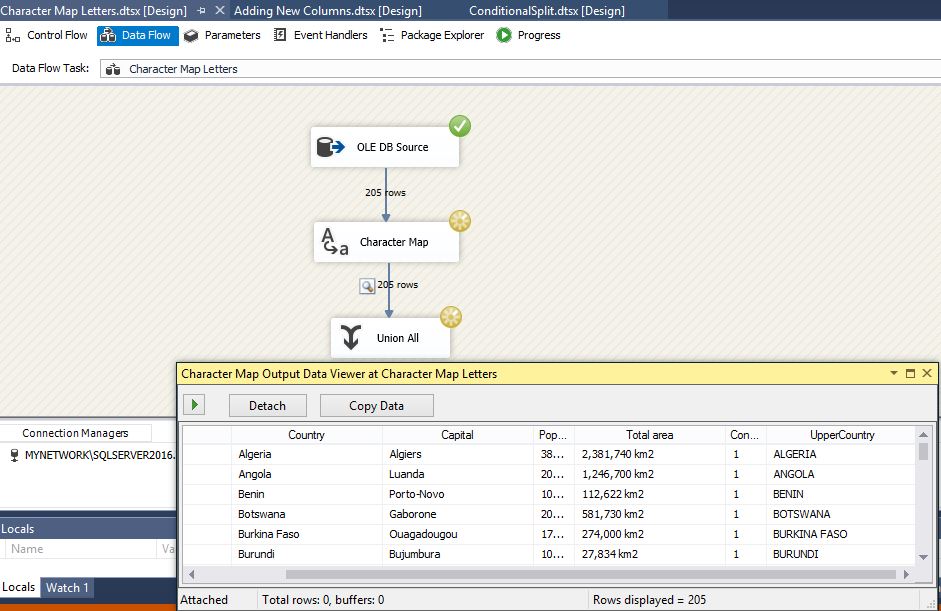 Character Map Letters.dtsx [Design] Adding New Columns.dtsx [Design] ConditionalSplit.dtsx [Design]
Control Flow Data Flow Parameters Event Handlers Package Explorer Progress
Data Flow Task: Character Map Letters
OLE DB Source
205 rows
A
a Character Map
205 rows
Union All
Character Map Output Data Viewer at Character Map Letters
Detach Copy Data
Connection Managers
MYNETWORK\SQLSERVER2016.
Country Capital Pop... Total area Con... UpperCountry
Algeria Algiers 38... 2,381,740 km2 1 ALGERIA
Angola Luanda 20... 1,246,700 km2 1 ANGOLA
Benin Porto-Novo 10... 112,622 km2 1 BENIN
Botswana Gaborone 20... 581,730 km2 1 BOTSWANA
Burkina Faso Ouagadougou 17... 274,000 km2 1 BURKINA FASO
Burundi Bujumbura 10... 27,834 km2 1 BURUNDI
Locals
Name Va
Locals Watch 1
Attached Total rows: 0, buffers: 0 Rows displayed = 205